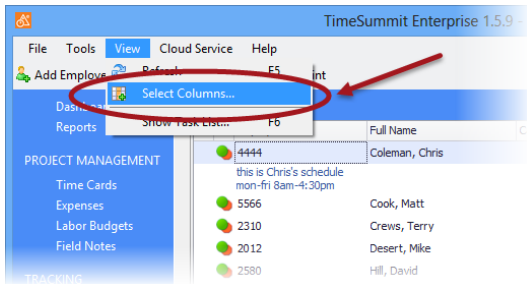 TimeSummit Enterprise 1.5.9 -
File Tools View Cloud Service Help
Add Employe
Refresh F5
Select Columns...
Show Task List... F6
Reports
PROJECT MANAGEMENT
Time Cards
Expenses
Labor Budgets
Field Notes
TRACKING
Full Name
4444 Coleman, Chris
this is Chris's schedule
mon-fri 8am-4:30pm
5566 Cook, Matt
2310 Crews, Terry
2012 Desert, Mike
2580 Hill, David